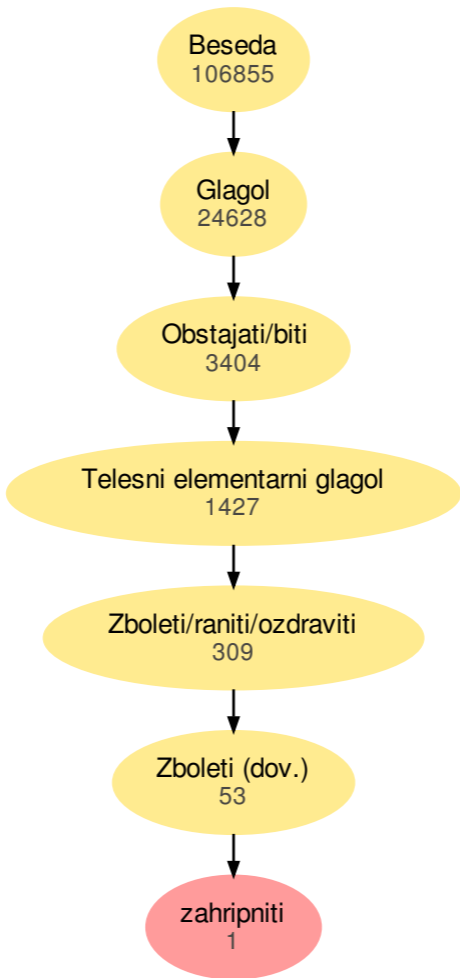 Beseda
106855
Glagol
24628
Obstajati/biti
3404
Telesni elementarni glagol
1427
Zboleti/raniti/ozdraviti
309
Zboleti (dov.)
53
zahripniti
1